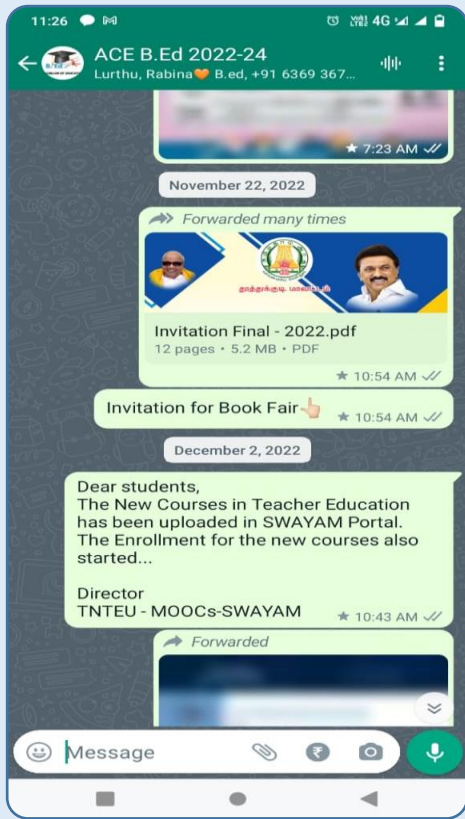 11:26 4G
ACE B.Ed 2022-24
Lurthu, Rabina🧡 B.ed, +91 6369 367...
★ 7:23 AM
November 22, 2022
Forwarded many times
தூத்துக்குடி மாவட்டம்
Invitation Final - 2022.pdf
12 pages • 5.2 MB • PDF
★ 10:54 AM
Invitation for Book Fair👆🏻 ★ 10:54 AM
December 2, 2022
Dear students,
The New Courses in Teacher Education
has been uploaded in SWAYAM Portal.
The Enrollment for the new courses also
started...
Director
TNTEU - MOOCs-SWAYAM ★ 10:43 AM
Forwarded
Message